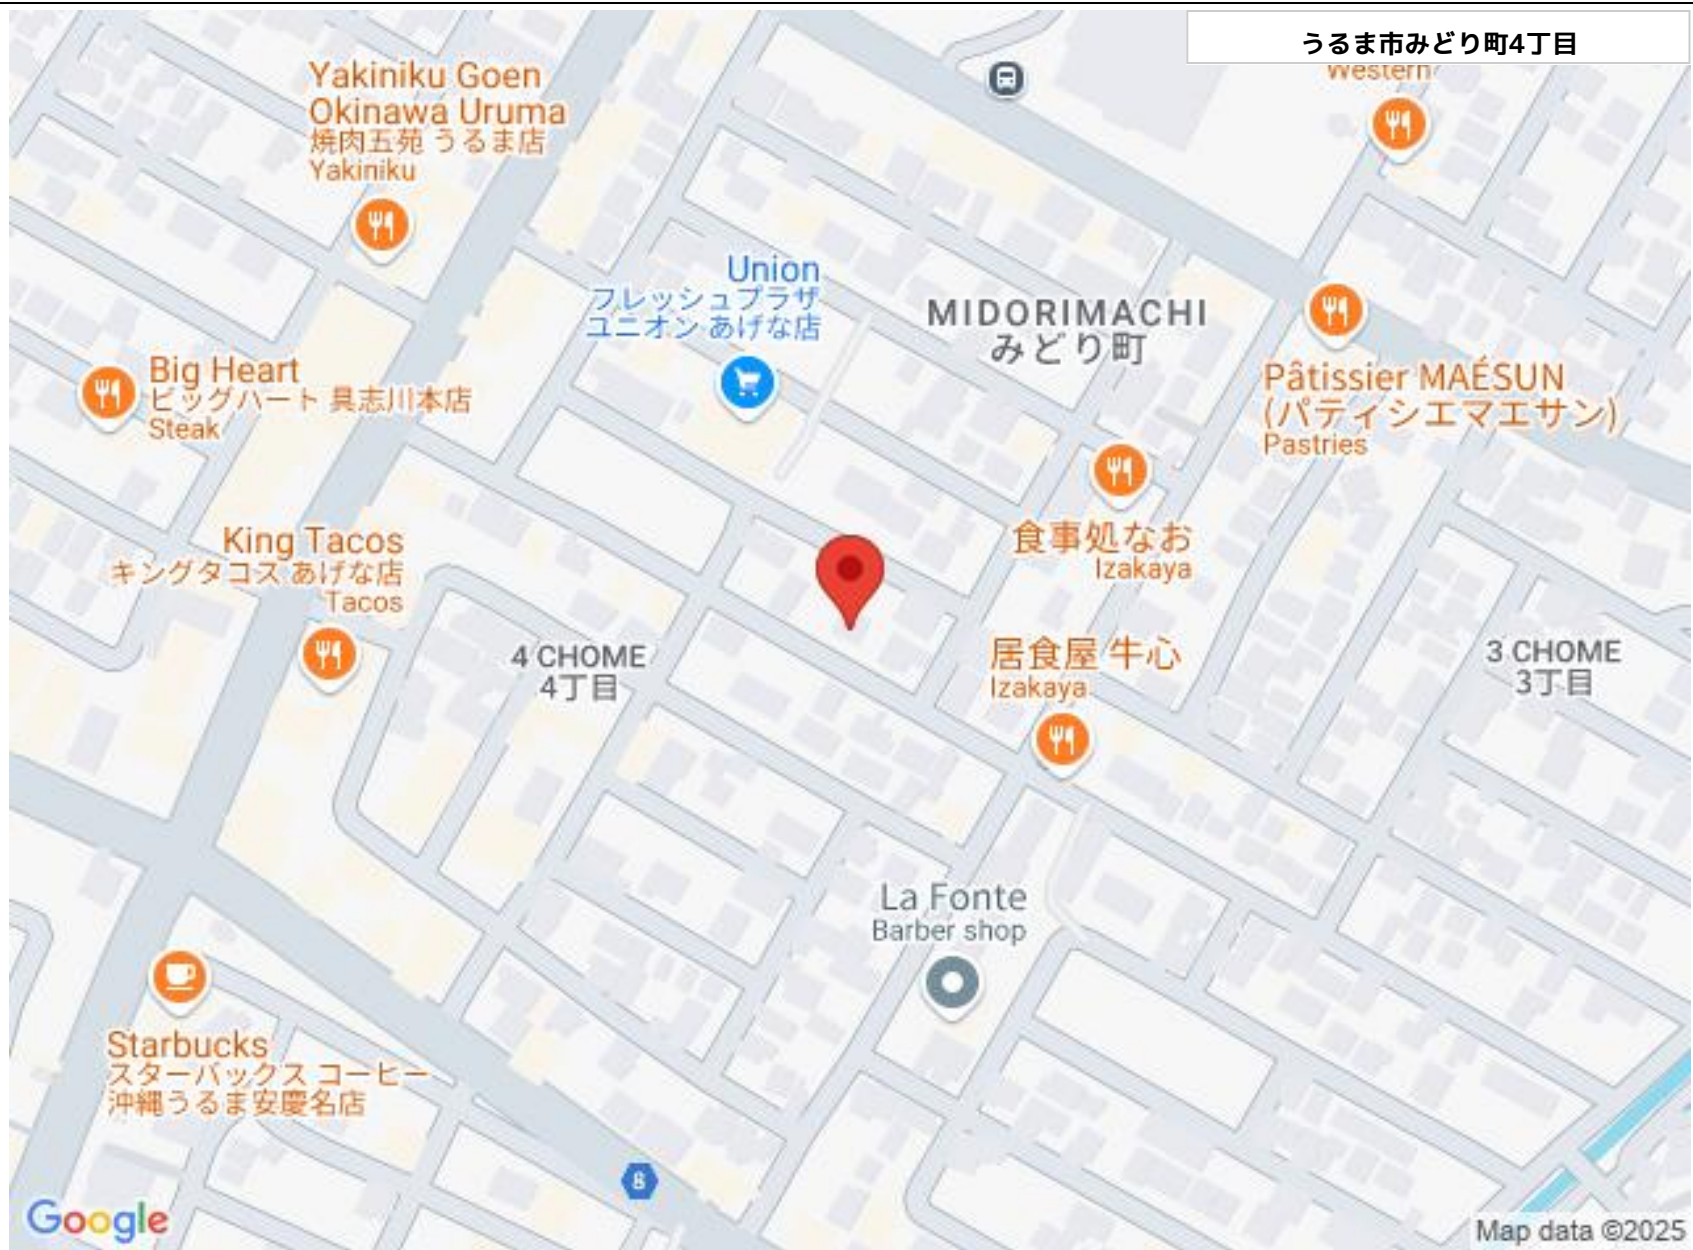 うるま市みどり町4丁目
Western
Yakiniku Goen
Okinawa Uruma
焼肉五苑 うるま店
Yakiniku
Union
フレッシュプラザ
ユニオン あげな店
MIDORIMACHI
みどり町
Big Heart
ビッグハート 具志川本店
Steak
Pâtissier MAÉSUN
(パティシエマエサン)
Pastries
King Tacos
キングタコス あげな店
Tacos
食事処なお
Izakaya
4 CHOME
4丁目
居食屋 牛心
Izakaya
3 CHOME
3丁目
La Fonte
Barber shop
Starbucks
スターバックス コーヒー
沖縄うるま安慶名店
8
Google
Map data ©2025